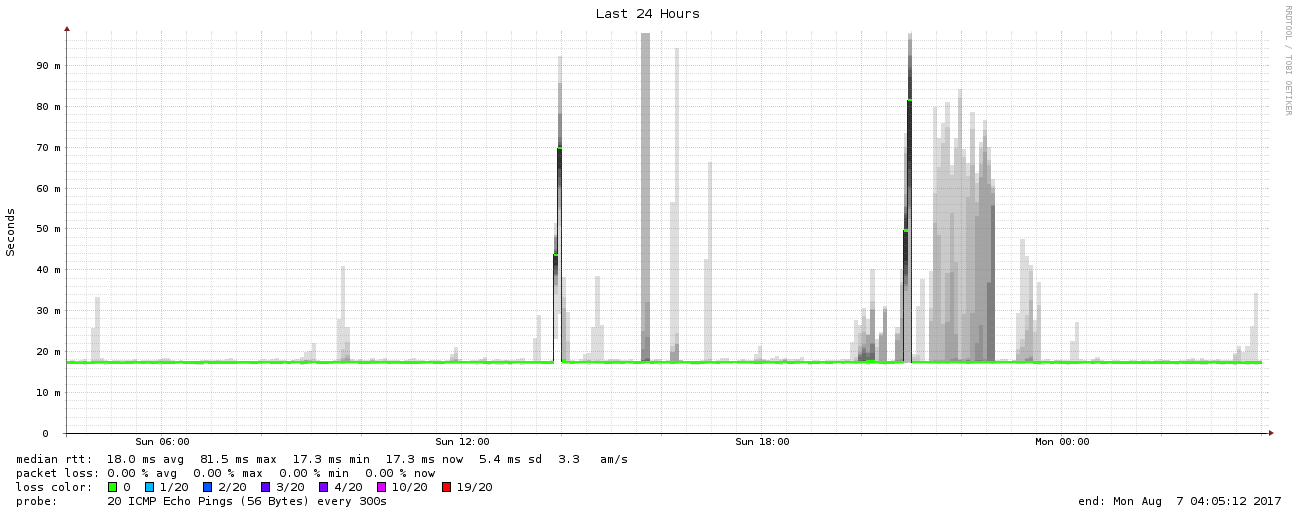 Last 24 Hours
RRDTOOL / TOBI OETIKER
Seconds
90 m
80 m
70 m
60 m
50 m
40 m
30 m
20 m
10 m
0
Sun 06:00 Sun 12:00 Sun 18:00 Mon 00:00
median rtt: 18.0 ms avg 81.5 ms max 17.3 ms min 17.3 ms now 5.4 ms sd 3.3 am/s
packet loss: 0.00 % avg 0.00 % max 0.00 % min 0.00 % now
loss color: 0 1/20 2/20 3/20 4/20 10/20 19/20
probe: 20 ICMP Echo Pings (56 Bytes) every 300s end: Mon Aug 7 04:05:12 2017